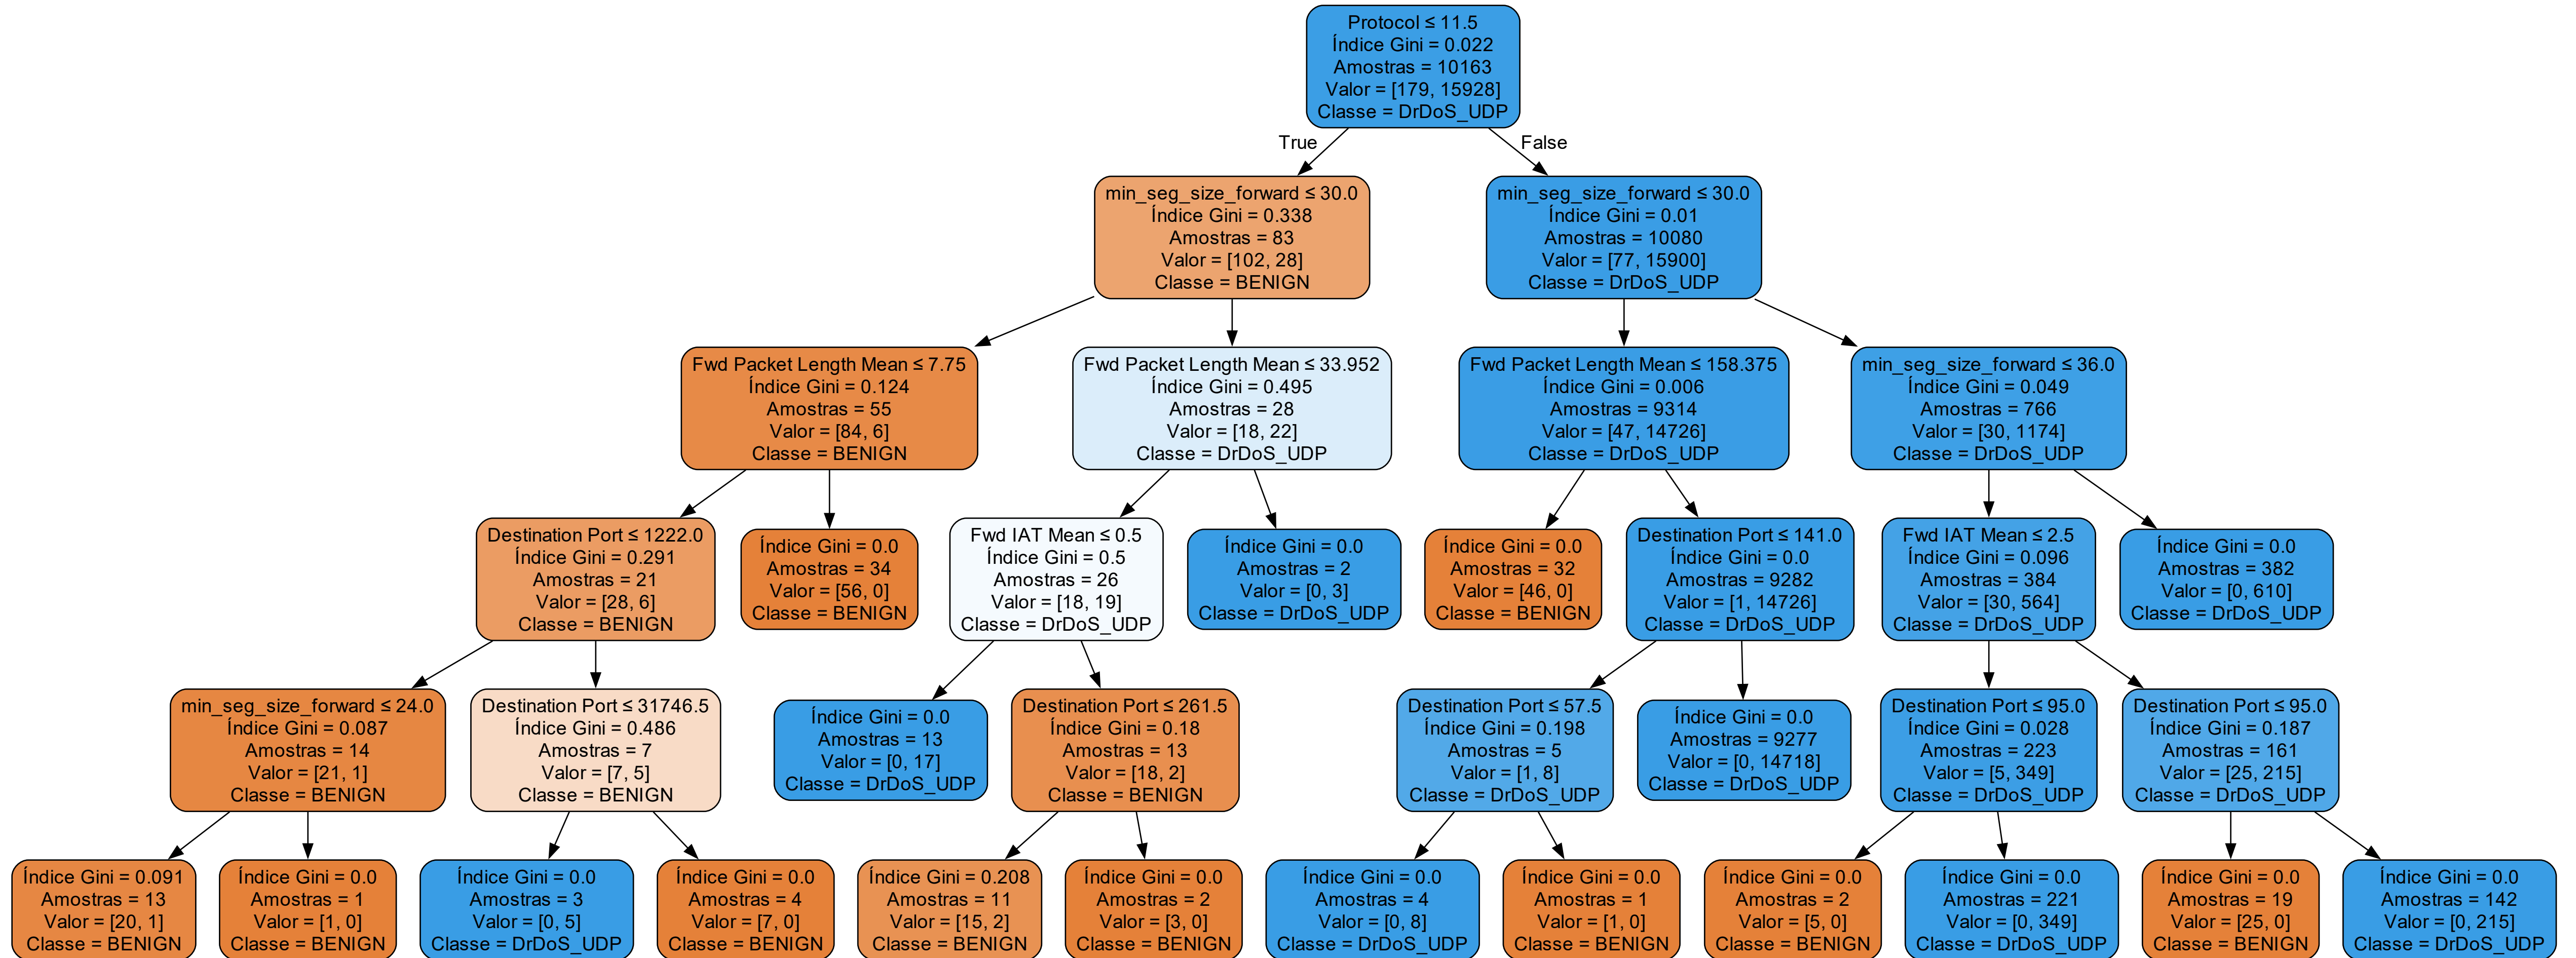 Protocol ≤ 11.5
Índice Gini = 0.022
Amostras = 10163
Valor = [179, 15928]
Classe = DrDoS_UDP
True
False
min_seg_size_forward ≤ 30.0
Índice Gini = 0.338
Amostras = 83
Valor = [102, 28]
Classe = BENIGN
min_seg_size_forward ≤ 30.0
Índice Gini = 0.01
Amostras = 10080
Valor = [77, 15900]
Classe = DrDoS_UDP
Fwd Packet Length Mean ≤ 7.75
Índice Gini = 0.124
Amostras = 55
Valor = [84, 6]
Classe = BENIGN
Fwd Packet Length Mean ≤ 33.952
Índice Gini = 0.495
Amostras = 28
Valor = [18, 22]
Classe = DrDoS_UDP
Fwd Packet Length Mean ≤ 158.375
Índice Gini = 0.006
Amostras = 9314
Valor = [47, 14726]
Classe = DrDoS_UDP
min_seg_size_forward ≤ 36.0
Índice Gini = 0.049
Amostras = 766
Valor = [30, 1174]
Classe = DrDoS_UDP
Destination Port ≤ 1222.0
Índice Gini = 0.291
Amostras = 21
Valor = [28, 6]
Classe = BENIGN
Índice Gini = 0.0
Amostras = 34
Valor = [56, 0]
Classe = BENIGN
Fwd IAT Mean ≤ 0.5
Índice Gini = 0.5
Amostras = 26
Valor = [18, 19]
Classe = DrDoS_UDP
Índice Gini = 0.0
Amostras = 2
Valor = [0, 3]
Classe = DrDoS_UDP
Índice Gini = 0.0
Amostras = 32
Valor = [46, 0]
Classe = BENIGN
Destination Port ≤ 141.0
Índice Gini = 0.0
Amostras = 9282
Valor = [1, 14726]
Classe = DrDoS_UDP
Fwd IAT Mean ≤ 2.5
Índice Gini = 0.096
Amostras = 384
Valor = [30, 564]
Classe = DrDoS_UDP
Índice Gini = 0.0
Amostras = 382
Valor = [0, 610]
Classe = DrDoS_UDP
min_seg_size_forward ≤ 24.0
Índice Gini = 0.087
Amostras = 14
Valor = [21, 1]
Classe = BENIGN
Destination Port ≤ 31746.5
Índice Gini = 0.486
Amostras = 7
Valor = [7, 5]
Classe = BENIGN
Índice Gini = 0.0
Amostras = 13
Valor = [0, 17]
Classe = DrDoS_UDP
Destination Port ≤ 261.5
Índice Gini = 0.18
Amostras = 13
Valor = [18, 2]
Classe = BENIGN
Destination Port ≤ 57.5
Índice Gini = 0.198
Amostras = 5
Valor = [1, 8]
Classe = DrDoS_UDP
Índice Gini = 0.0
Amostras = 9277
Valor = [0, 14718]
Classe = DrDoS_UDP
Destination Port ≤ 95.0
Índice Gini = 0.028
Amostras = 223
Valor = [5, 349]
Classe = DrDoS_UDP
Destination Port ≤ 95.0
Índice Gini = 0.187
Amostras = 161
Valor = [25, 215]
Classe = DrDoS_UDP
Índice Gini = 0.091
Amostras = 13
Valor = [20, 1]
Classe = BENIGN
Índice Gini = 0.0
Amostras = 1
Valor = [1, 0]
Classe = BENIGN
Índice Gini = 0.0
Amostras = 3
Valor = [0, 5]
Classe = DrDoS_UDP
Índice Gini = 0.0
Amostras = 4
Valor = [7, 0]
Classe = BENIGN
Índice Gini = 0.208
Amostras = 11
Valor = [15, 2]
Classe = BENIGN
Índice Gini = 0.0
Amostras = 2
Valor = [3, 0]
Classe = BENIGN
Índice Gini = 0.0
Amostras = 4
Valor = [0, 8]
Classe = DrDoS_UDP
Índice Gini = 0.0
Amostras = 1
Valor = [1, 0]
Classe = BENIGN
Índice Gini = 0.0
Amostras = 2
Valor = [5, 0]
Classe = BENIGN
Índice Gini = 0.0
Amostras = 221
Valor = [0, 349]
Classe = DrDoS_UDP
Índice Gini = 0.0
Amostras = 19
Valor = [25, 0]
Classe = BENIGN
Índice Gini = 0.0
Amostras = 142
Valor = [0, 215]
Classe = DrDoS_UDP